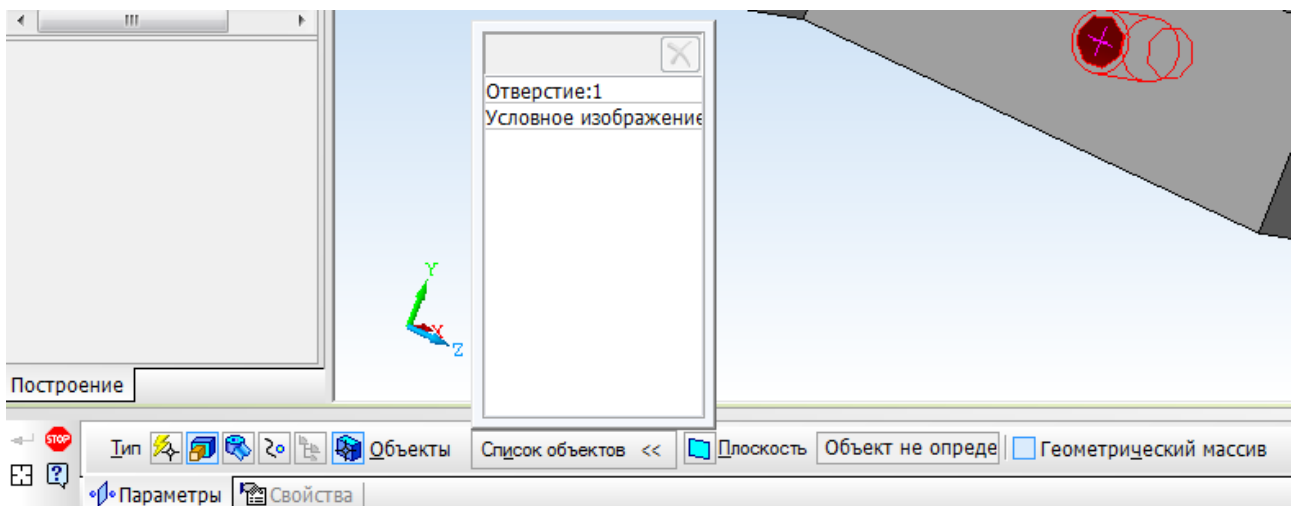 Отверстие:1
Условное изображение
Y
X
Z
Построение
STOP
Тип Объекты Список объектов << Плоскость Объект не опреде Геометрический массив
Параметры Свойства